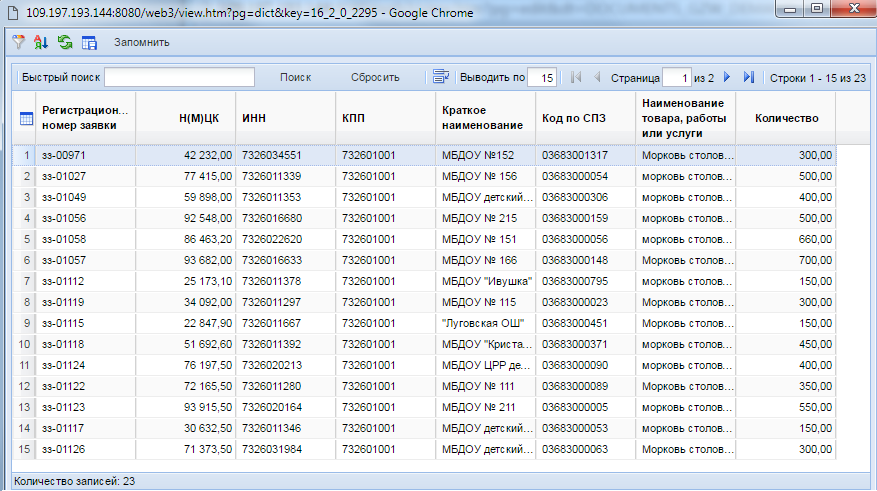 109.197.193.144:8080/web3/view.htm?pg=dict&key=16_2_0_2295 - Google Chrome
Запомнить
Быстрый поиск Поиск Сбросить Выводить по 15 Страница 1 из 2 Строки 1 - 15 из 23
Регистрацион... номер заявки Н(М)ЦК ИНН КПП Краткое наименование Код по СПЗ Наименование товара, работы или услуги Количество
1 зз-00971 42 232,00 7326034551 732601001 МБДОУ №152 03683001317 Морковь столов... 300,00
2 зз-01027 77 415,00 7326011339 732601001 МБДОУ № 156 03683000054 морковь столов... 500,00
3 зз-01049 59 898,00 7326011353 732601001 МБДОУ детский... 03683000306 морковь столов... 400,00
4 зз-01056 92 548,00 7326016680 732601001 МБДОУ № 215 03683000159 морковь столов... 500,00
5 зз-01058 86 463,20 7326022620 732601001 МБДОУ № 151 03683000056 морковь столов... 660,00
6 зз-01057 93 682,00 7326016633 732601001 МБДОУ № 166 03683000148 морковь столов... 700,00
7 зз-01112 25 173,10 7326011378 732601001 МБДОУ "Ивушка" 03683000795 морковь столов... 150,00
8 зз-01119 34 092,00 7326011297 732601001 МБДОУ № 115 03683000023 морковь столов... 300,00
9 зз-01115 22 847,90 7326011667 732601001 "Луговская ОШ" 03683000451 морковь столов... 150,00
10 зз-01118 51 692,60 7326011392 732601001 МБДОУ "Криста... 03683000371 морковь столов... 450,00
11 зз-01124 76 197,50 7326020213 732601001 МБДОУ ЦРР де... 03683000090 морковь столов... 400,00
12 зз-01122 72 165,50 7326011280 732601001 МБДОУ № 111 03683000089 морковь столов... 350,00
13 зз-01123 93 915,50 7326020164 732601001 МБДОУ № 211 03683000005 морковь столов... 550,00
14 зз-01117 30 632,50 7326011346 732601001 МБДОУ детский... 03683000053 морковь столов... 150,00
15 зз-01126 71 373,50 7326031984 732601001 МБДОУ детский... 03683000063 Морковь столов... 300,00
Количество записей: 23